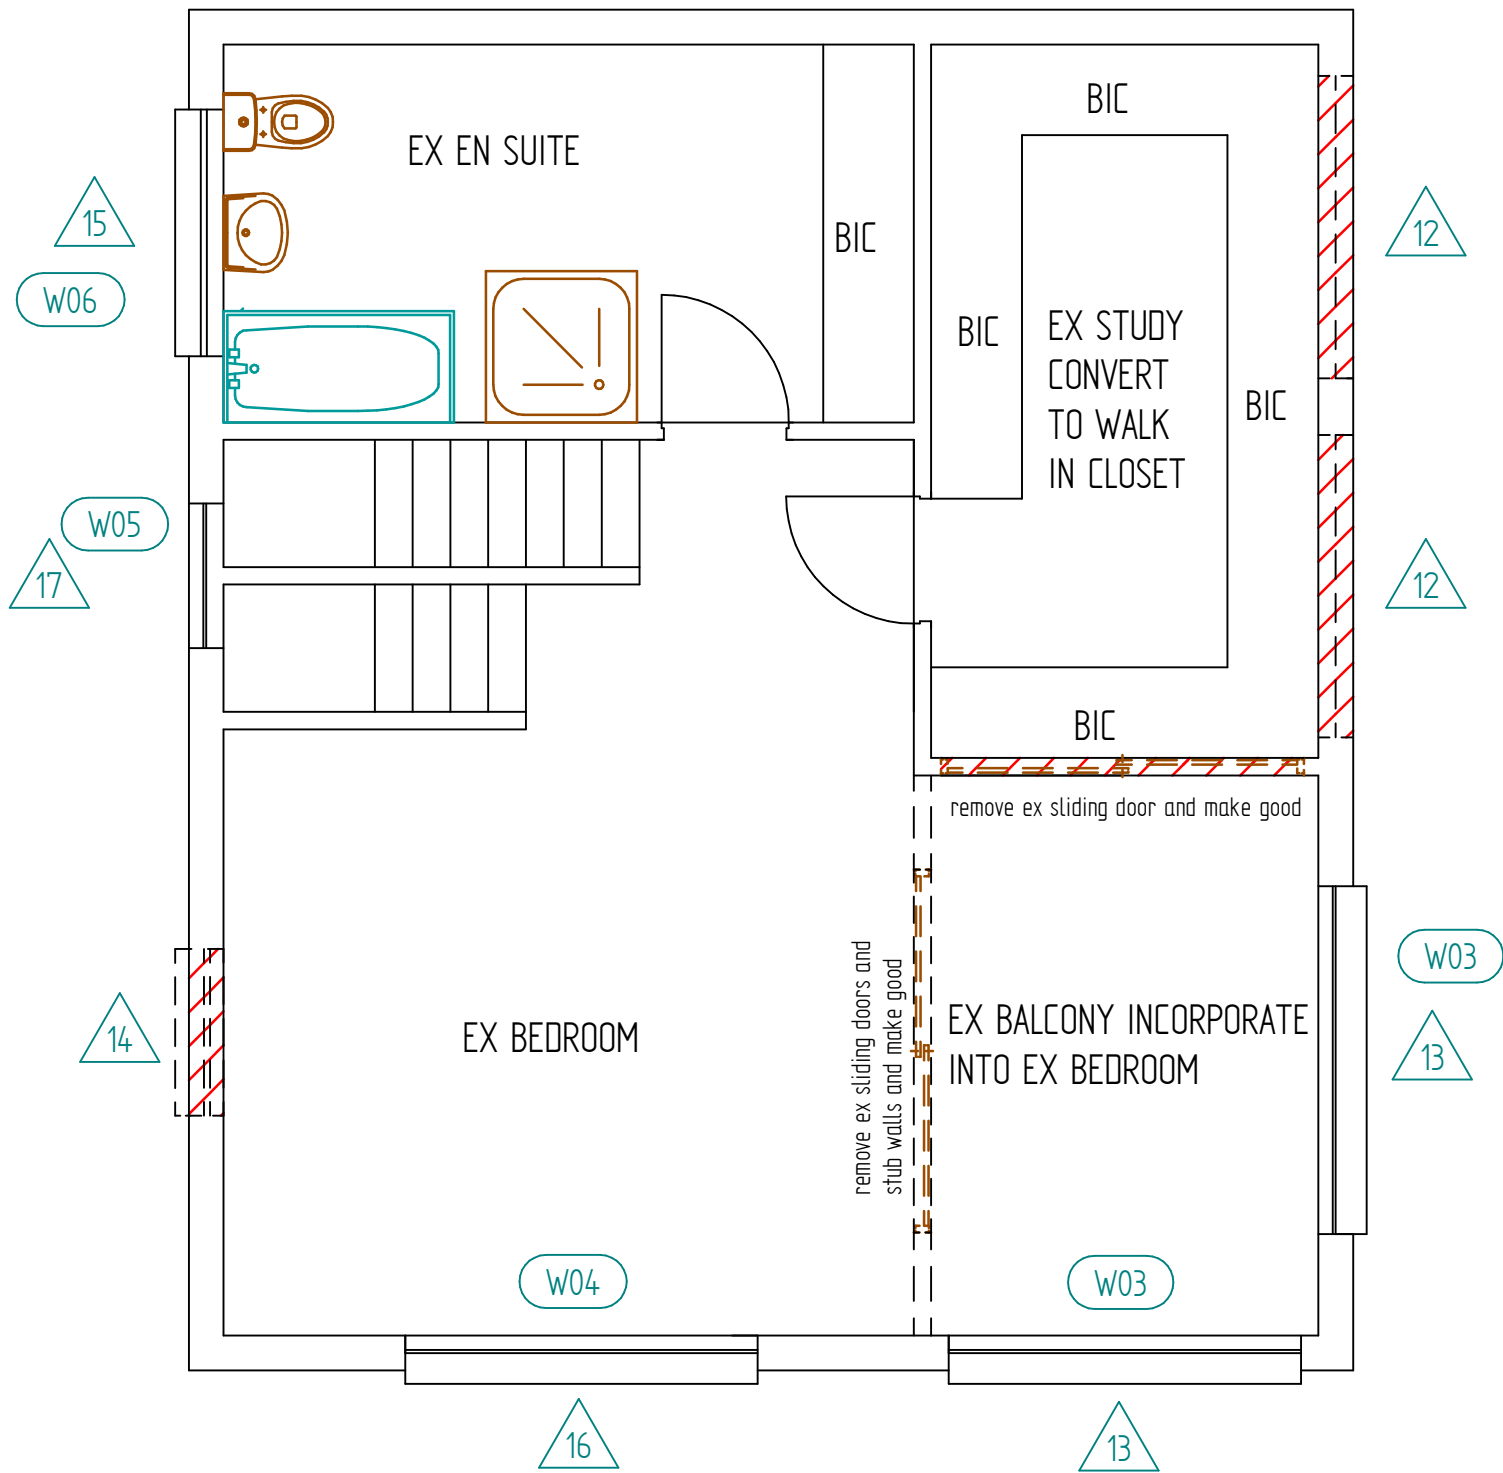 BIC
EX EN SUITE
15
12
BIC
W06
BIC
EX STUDY
CONVERT
TO WALK
IN CLOSET
BIC
W05
17
12
BIC
remove ex sliding door and make good
remove ex sliding doors and
stub walls and make good
W03
EX BALCONY INCORPORATE
INTO EX BEDROOM
EX BEDROOM
14
13
W04
W03
16
13